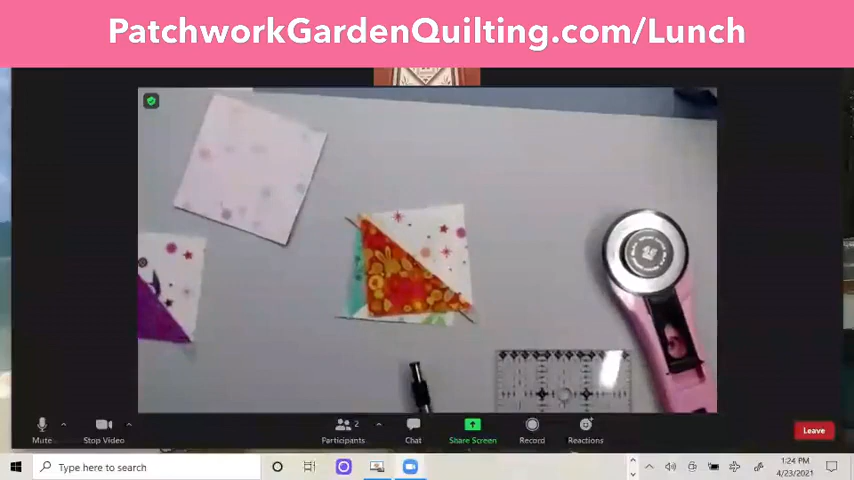 PatchworkGardenQuilting.com/Lunch
Mute
Stop Video
2
Participants
Chat
Share Screen
Record
Reactions
Leave
Type here to search
1:24 PM
4/23/2021